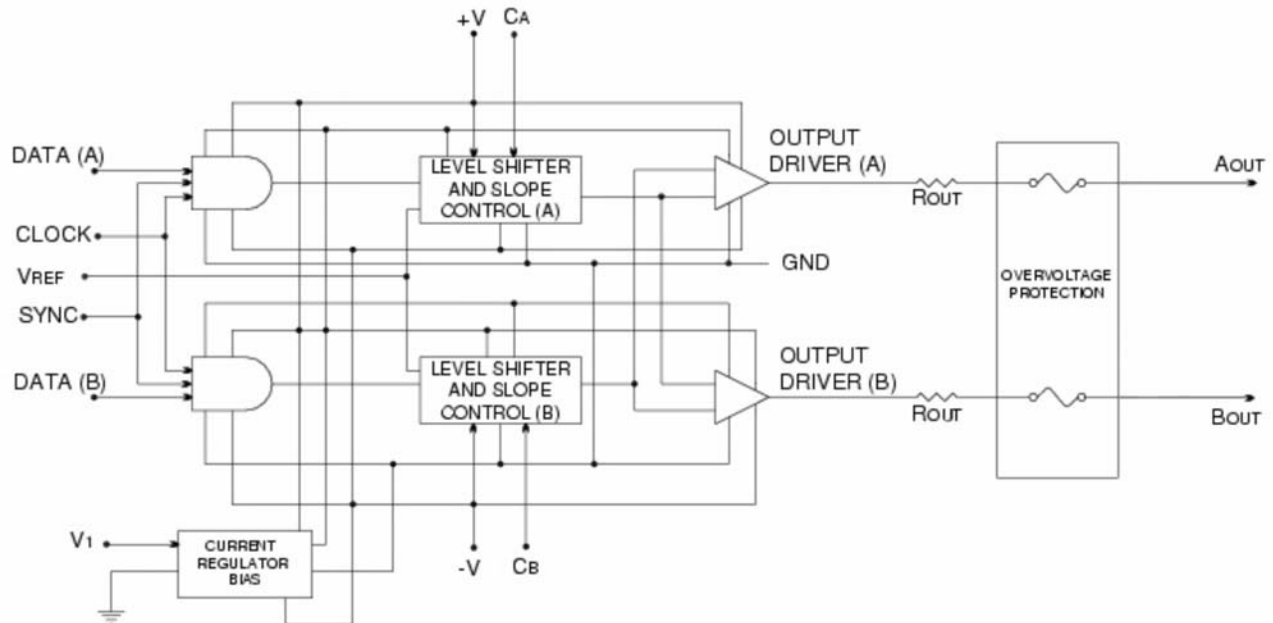 +V
CA
DATA (A)
CLOCK
VREF
SYNC
DATA (B)
LEVEL SHIFTER
AND SLOPE
CONTROL (A)
OUTPUT
DRIVER (A)
ROUT
AOUT
GND
OVERVOLTAGE
PROTECTION
LEVEL SHIFTER
AND SLOPE
CONTROL (B)
OUTPUT
DRIVER (B)
ROUT
BOUT
V1
CURRENT
REGULATOR
BIAS
-V
CB